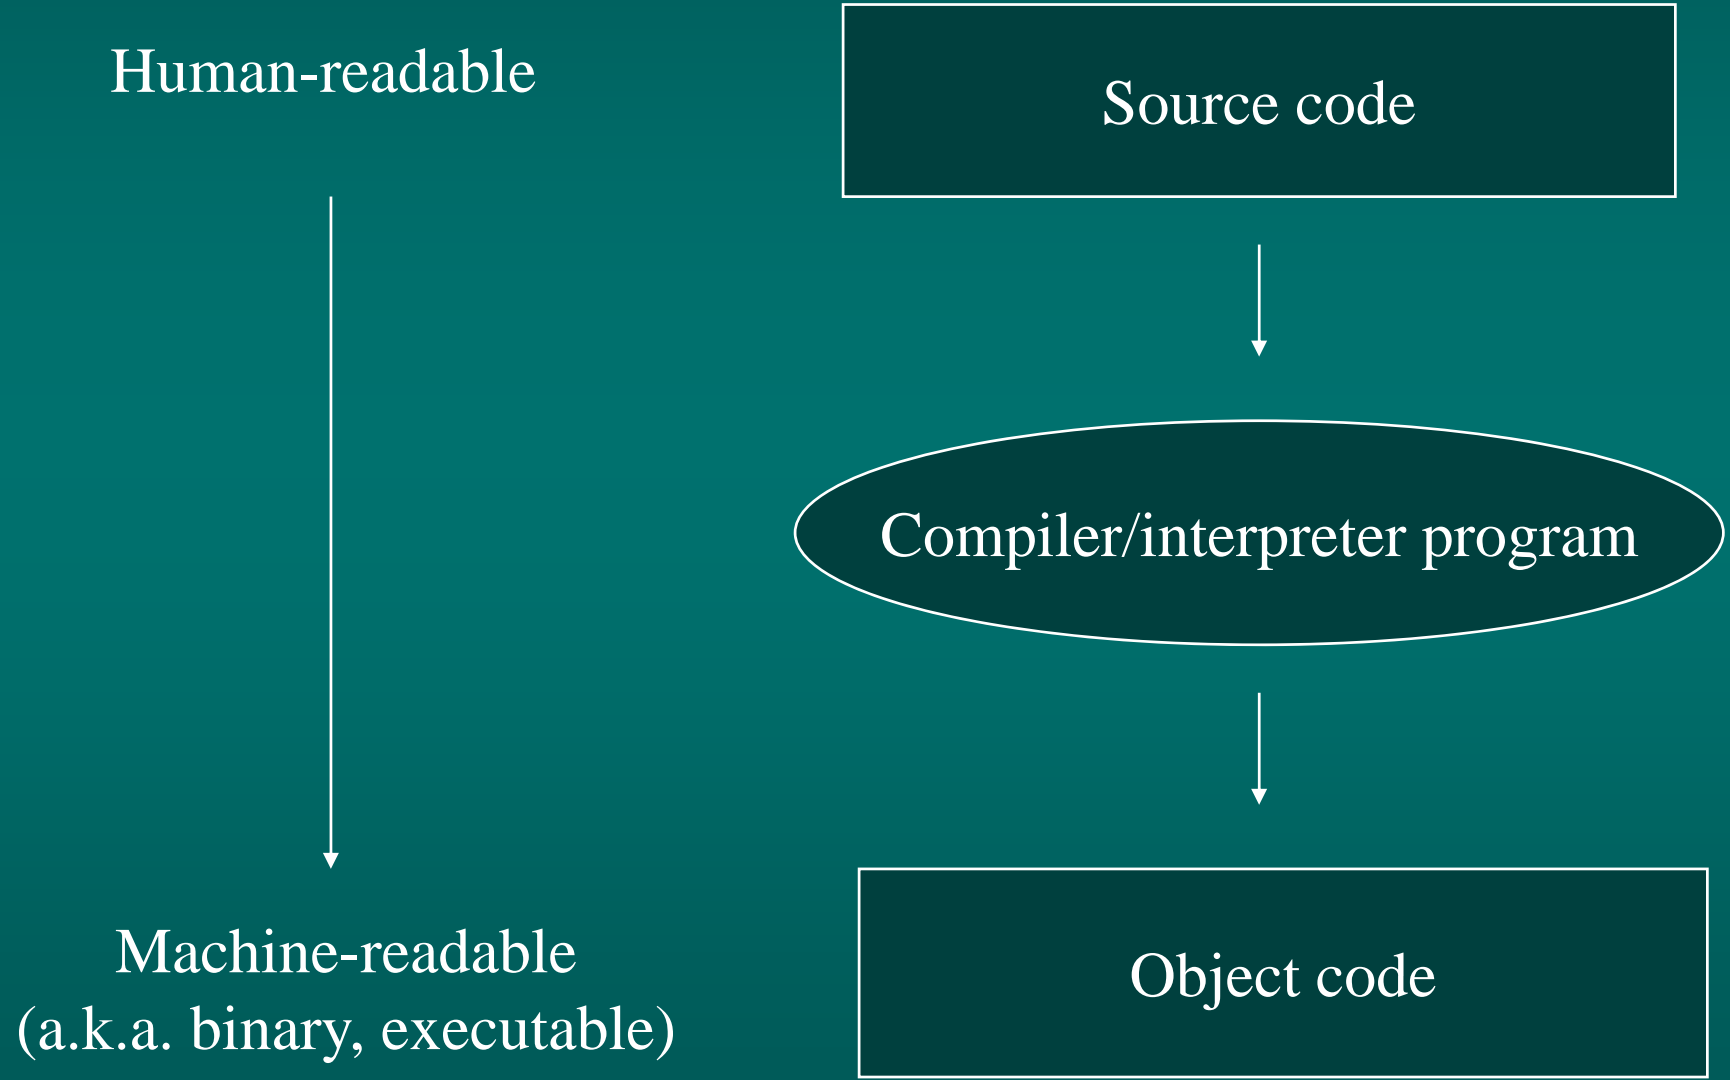 Human-readable
Source code
Compiler/interpreter program
Machine-readable
(a.k.a. binary, executable)
Object code